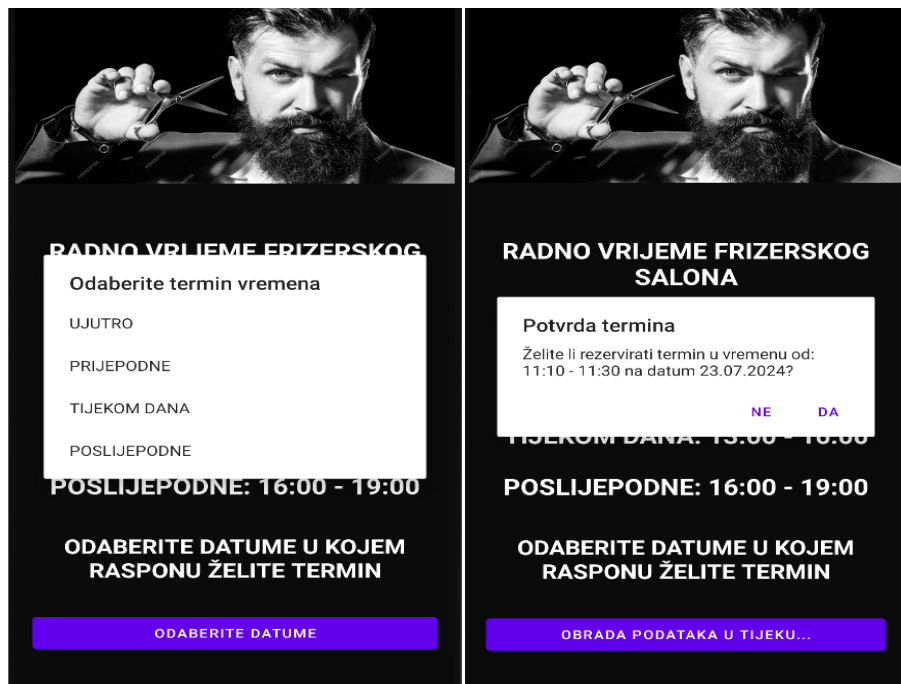 RADNO VRIJEME FRIZERSKOG
Odaberite termin vremena
UJUTRO
PRIJEPODNE
TIJEKOM DANA
POSLIJEPODNE
POSLIJEPODNE: 16:00 - 19:00
ODABERITE DATUME U KOJEM
RASPONU ŽELITE TERMIN
ODABERITE DATUME
RADNO VRIJEME FRIZERSKOG
SALONA
Potvrda termina
Želite li rezervirati termin u vremenu od:
11:10 - 11:30 na datum 23.07.2024?
NE DA
TIJEKOM DANA: 13:00 - 16:00
POSLIJEPODNE: 16:00 - 19:00
ODABERITE DATUME U KOJEM
RASPONU ŽELITE TERMIN
OBRADA PODATAKA U TIJEKU...